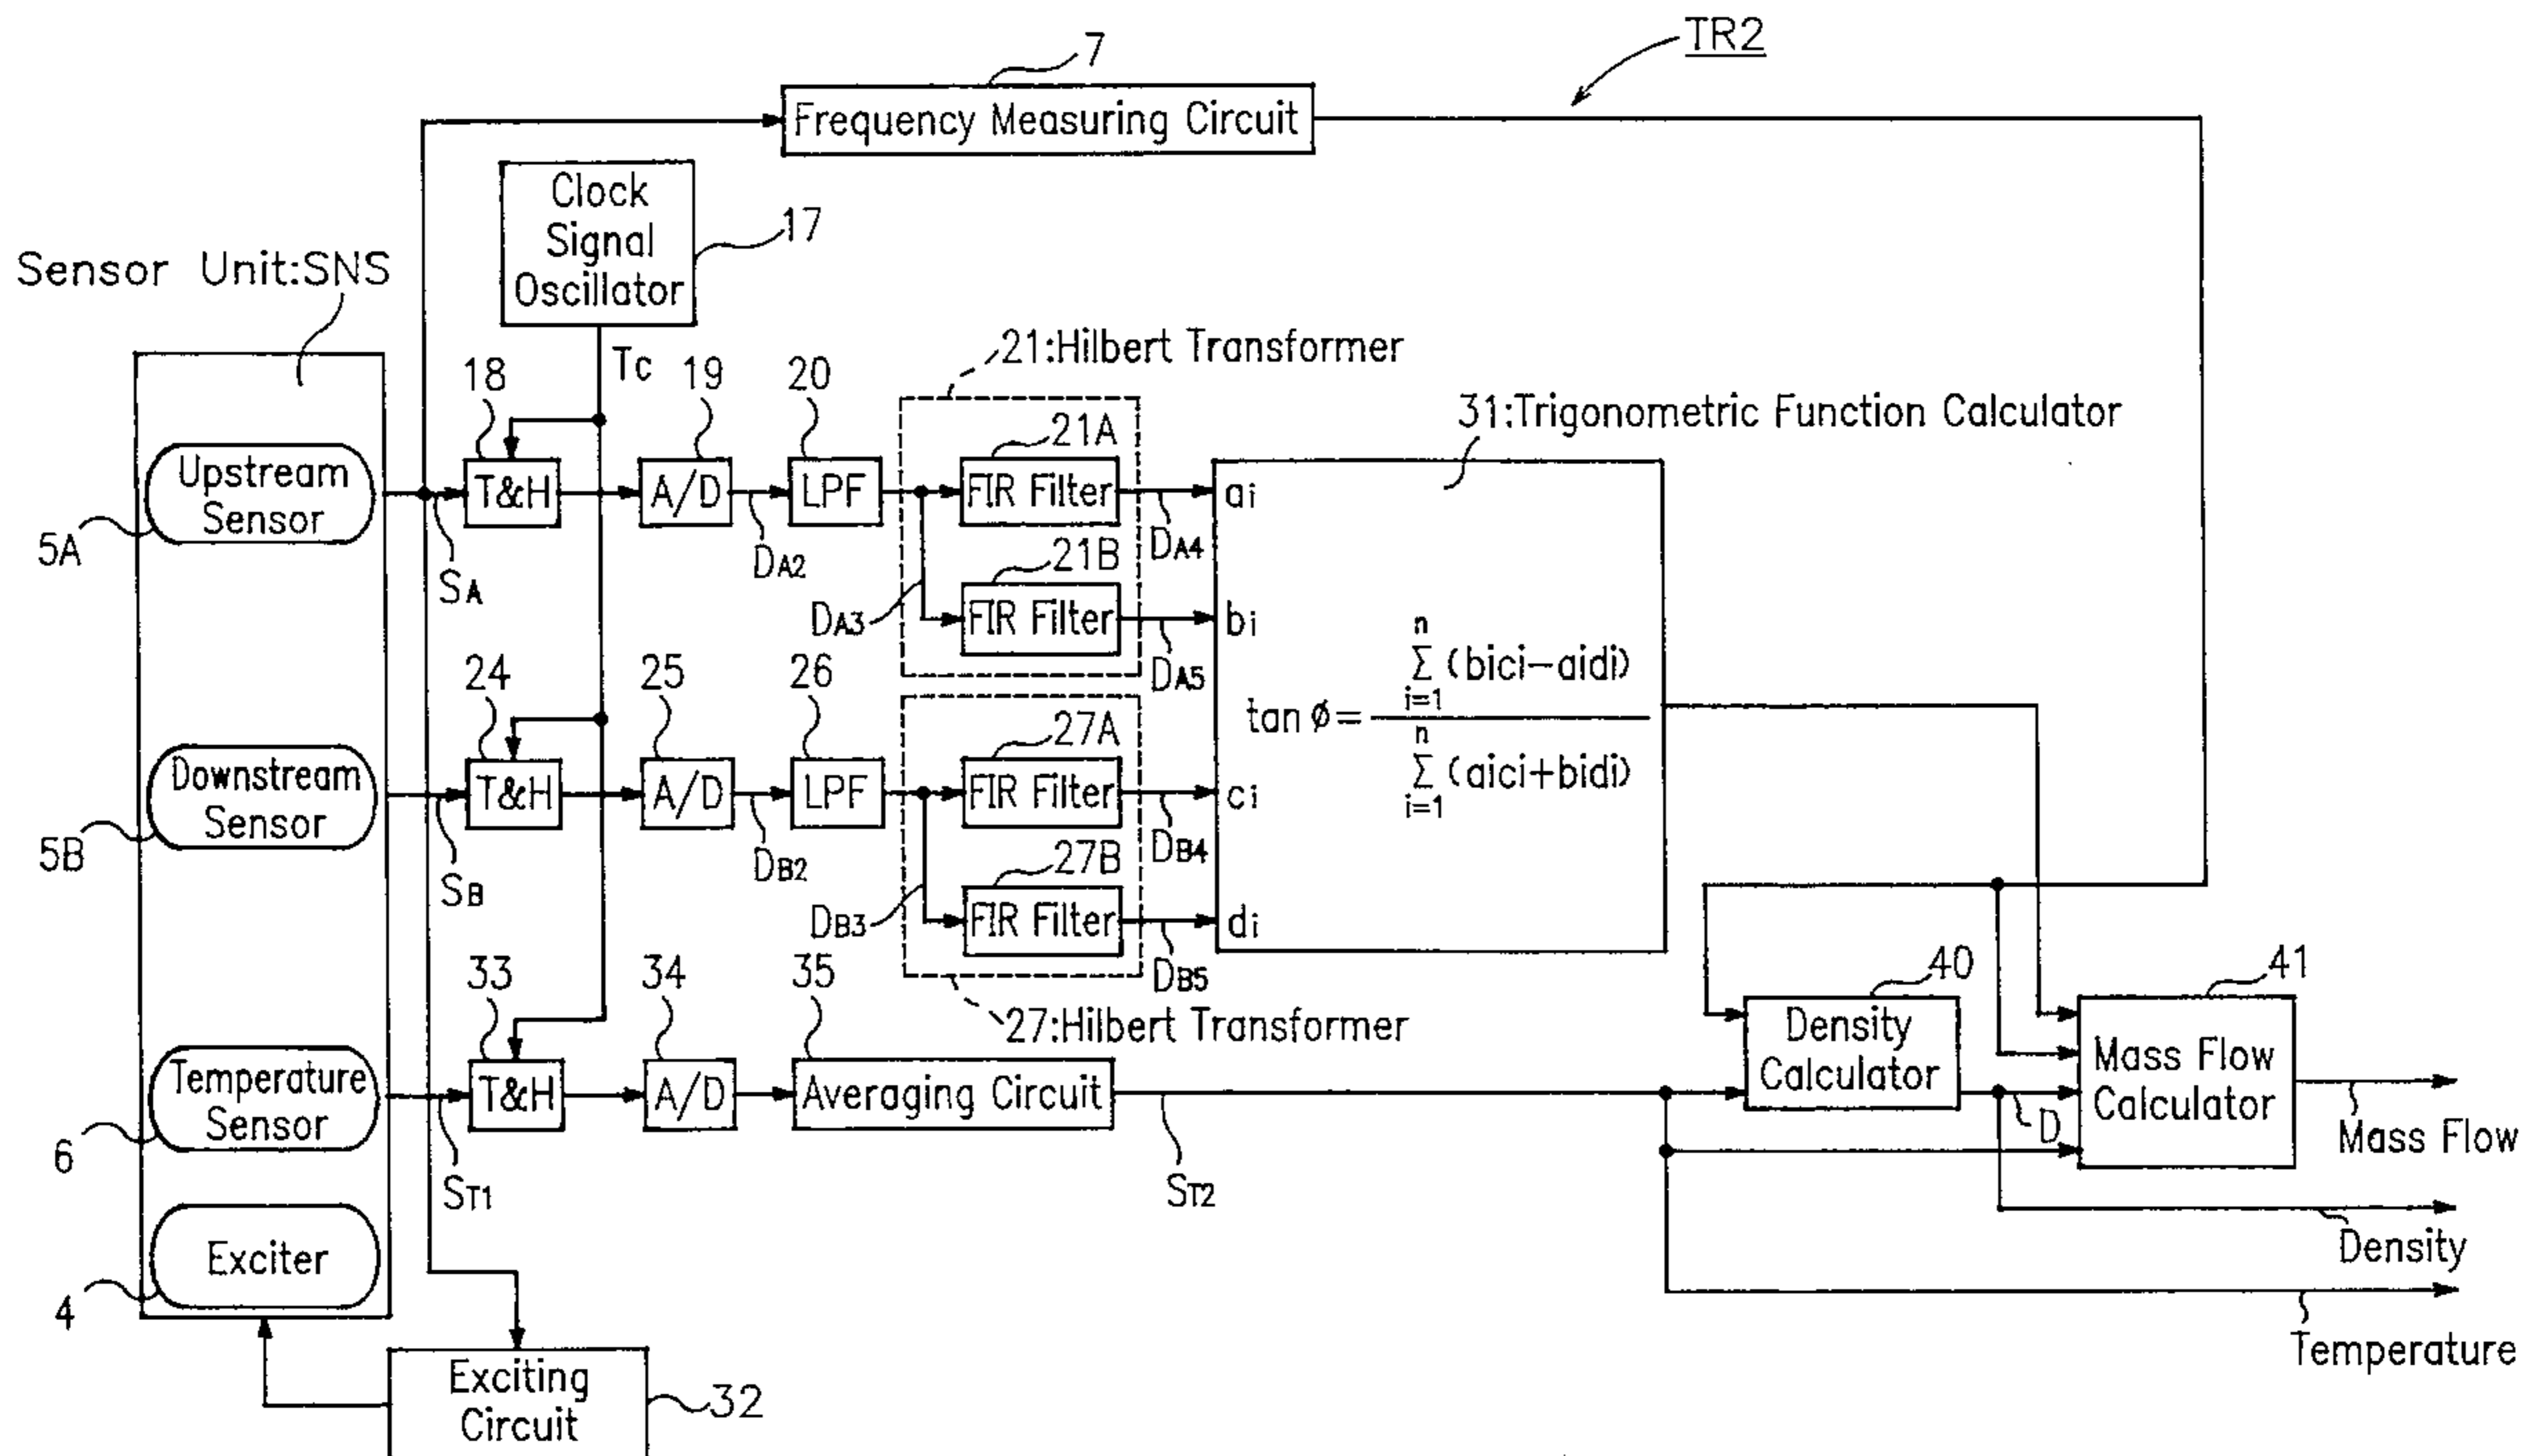 TR2
7
Frequency Measuring Circuit
Clock
Signal
Oscillator
17
Sensor Unit:SNS
Tc
21:Hilbert Transformer
18
19
20
31:Trigonometric Function Calculator
21A
Upstream
Sensor
T&H
A/D
LPF
FIR Filter
ai
5A
SA
DA2
21B
DA4
DA3
FIR Filter
bi
DA5
24
25
26
tan ø= n Σ i=1 (bici−aidi)
n Σ i=1 (aici+bidi)
27A
Downstream
Sensor
T&H
A/D
LPF
FIR Filter
ci
5B
SB
DB2
27B
DB4
DB3
FIR Filter
di
DB5
33
34
35
27:Hilbert Transformer
40
41
Density
Calculator
Mass Flow
Calculator
Temperature
Sensor
T&H
A/D
Averaging Circuit
D
Mass Flow
6
ST1
ST2
Density
Exciter
4
Temperature
Exciting
Circuit
32